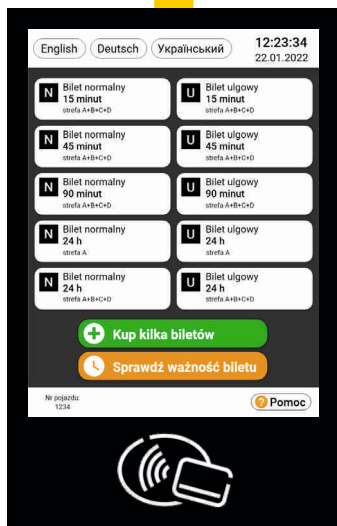 English Deutsch Український 12:23:34
22.01.2022
N Bilet normalny
15 minut
strefa A+B+C+D
U Bilet ulgowy
15 minut
strefa A+B+C+D
N Bilet normalny
45 minut
strefa A+B+C+D
U Bilet ulgowy
45 minut
strefa A+B+C+D
N Bilet normalny
90 minut
strefa A+B+C+D
U Bilet ulgowy
90 minut
strefa A+B+C+D
N Bilet normalny
24 h
strefa A
U Bilet ulgowy
24 h
strefa A
N Bilet normalny
24 h
strefa A+B+C+D
U Bilet ulgowy
24 h
strefa A+B+C+D
Kup kilka biletów
Sprawdź ważność biletu
Nr pojazdu:
1234
? Pomoc